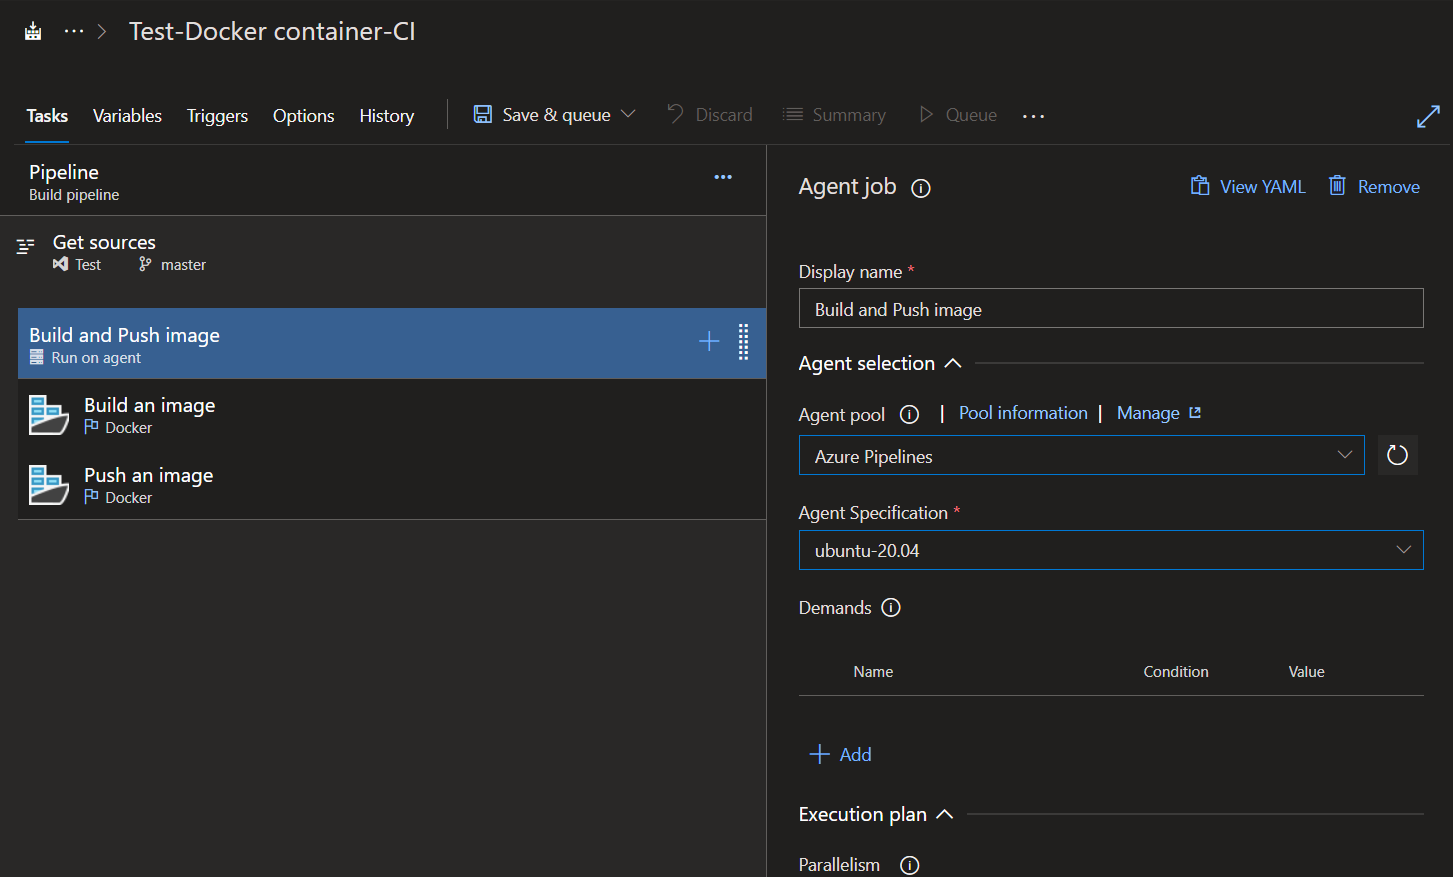 Test-Docker container-CI
Tasks Variables Triggers Options History Save & queue Discard Summary Queue
Pipeline
Build pipeline
Get sources
Test master
Build and Push image
Run on agent
Build an image
Docker
Push an image
Docker
Agent job View YAML Remove
Display name *
Build and Push image
Agent selection
Agent pool | Pool information | Manage
Azure Pipelines
Agent Specification *
ubuntu-20.04
Demands
Name Condition Value
+ Add
Execution plan
Parallelism